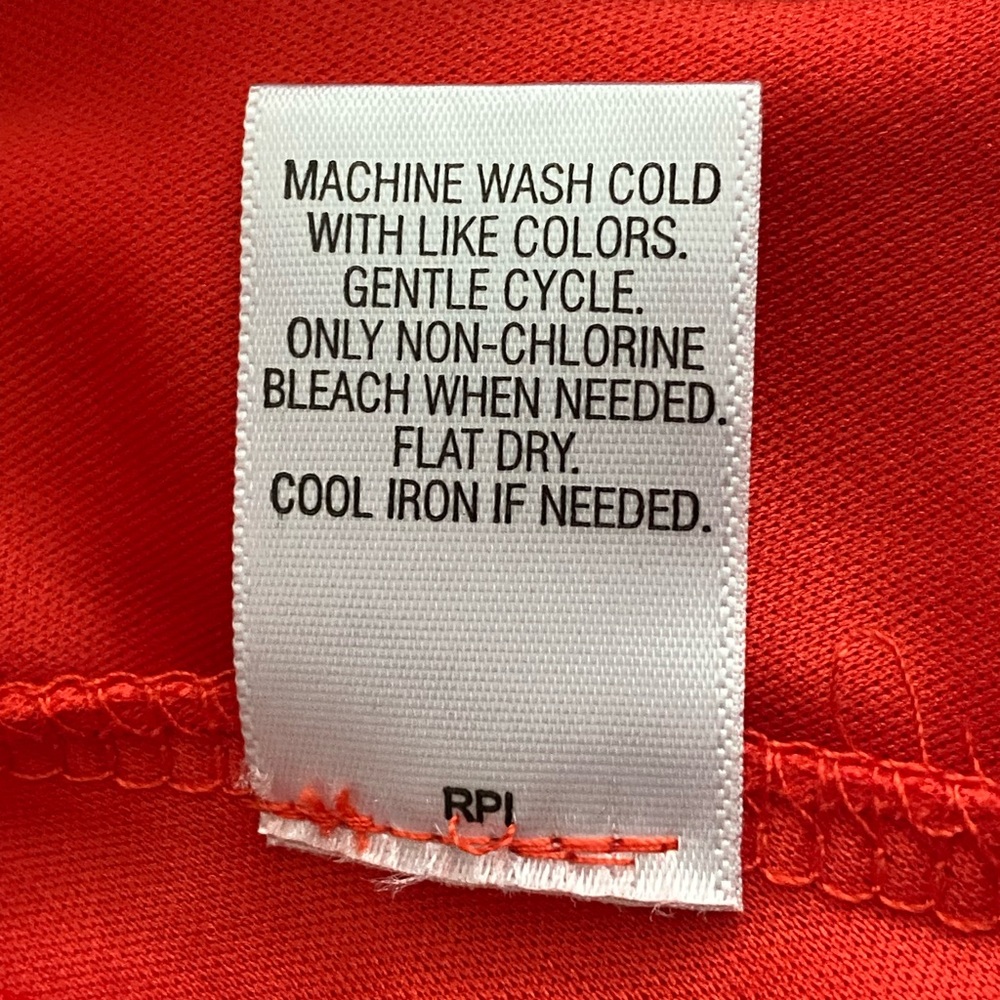 MACHINE WASH COLD
WITH LIKE COLORS.
GENTLE CYCLE.
ONLY NON-CHLORINE
BLEACH WHEN NEEDED.
FLAT DRY.
COOL IRON IF NEEDED.
RPI